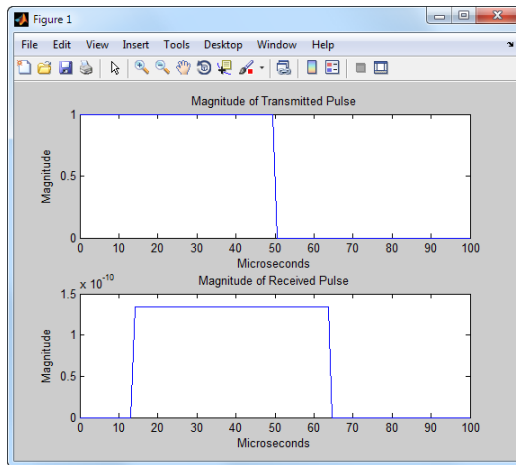 Figure 1
File Edit View Insert Tools Desktop Window Help
Magnitude of Transmitted Pulse
1
0.5
0
Magnitude
0 10 20 30 40 50 60 70 80 90 100
Microseconds
Magnitude of Received Pulse
x 10^-10
1.5
1
0.5
0
Magnitude
0 10 20 30 40 50 60 70 80 90 100
Microseconds